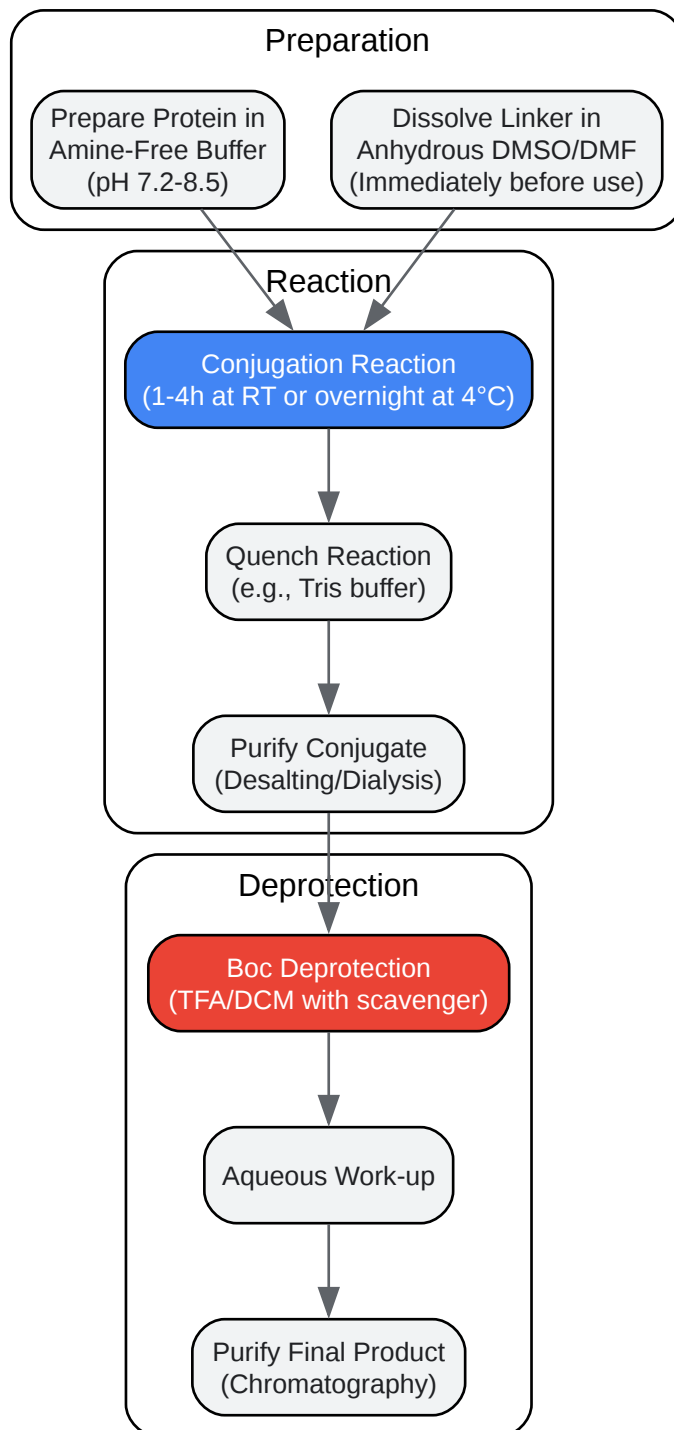 Preparation
Prepare Protein in
Amine-Free Buffer
(pH 7.2-8.5)
Dissolve Linker in
Anhydrous DMSO/DMF
(Immediately before use)
Reaction
Conjugation Reaction
(1-4h at RT or overnight at 4°C)
Quench Reaction
(e.g., Tris buffer)
Purify Conjugate
(Desalting/Dialysis)
Deprotection
Boc Deprotection
(TFA/DCM with scavenger)
Aqueous Work-up
Purify Final Product
(Chromatography)